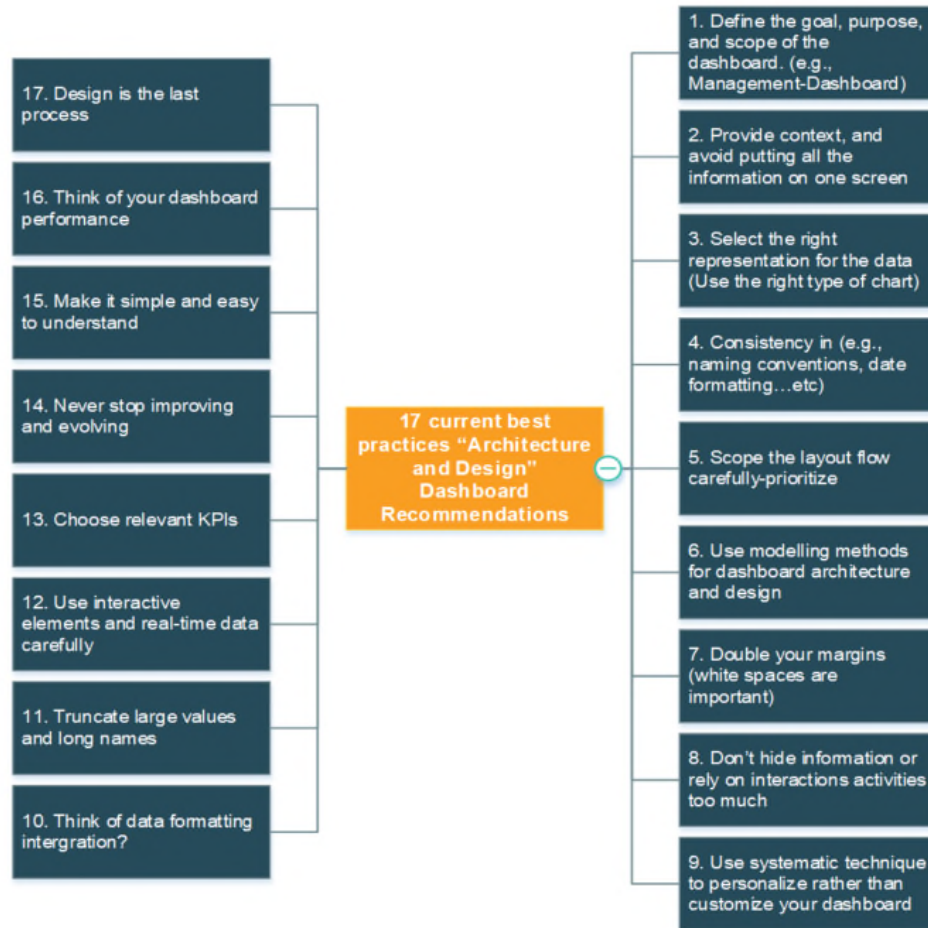 17 current best
practices “Architecture
and Design”
Dashboard
Recommendations
1. Define the goal, purpose,
and scope of the
dashboard. (e.g.,
Management-Dashboard)
2. Provide context, and
avoid putting all the
information on one screen
3. Select the right
representation for the data
(Use the right type of chart)
4. Consistency in (e.g.,
naming conventions, date
formatting…etc)
5. Scope the layout flow
carefully-prioritize
6. Use modelling methods
for dashboard architecture
and design
7. Double your margins
(white spaces are
important)
8. Don’t hide information or
rely on interactions activities
too much
9. Use systematic technique
to personalize rather than
customize your dashboard
10. Think of data formatting
intergration?
11. Truncate large values
and long names
12. Use interactive
elements and real-time data
carefully
13. Choose relevant KPIs
14. Never stop improving
and evolving
15. Make it simple and easy
to understand
16. Think of your dashboard
performance
17. Design is the last
process